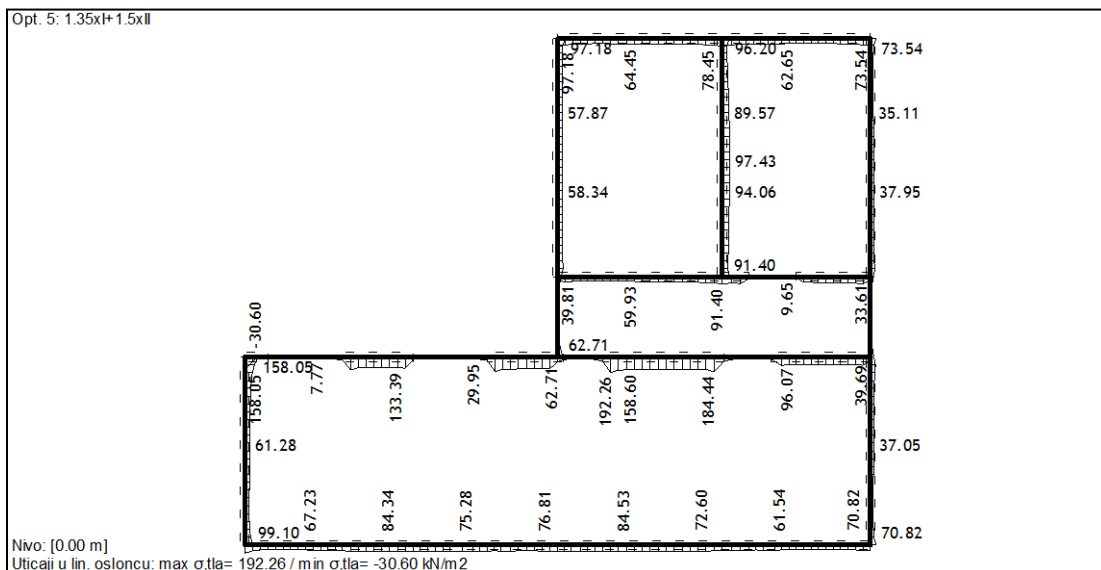 Opt. 5: 1.35xI+1.5xII
97.18 96.20 73.54
97.18 64.45 78.45 62.65 73.54
57.87 89.57 35.11
97.43
58.34 94.06 37.95
91.40
39.81 59.93 91.40 9.65 33.61
-30.60
62.71
158.05
158.05 7.77 133.39 29.95 62.71 192.26 158.60 184.44 96.07 39.69
61.28 37.05
67.23 84.34 75.28 76.81 84.53 72.60 61.54 70.82
99.10 70.82
Nivo: [0.00 m]
Uticaji u lin. osloncu: max σ,tla= 192.26 / min σ,tla= -30.60 kN/m2